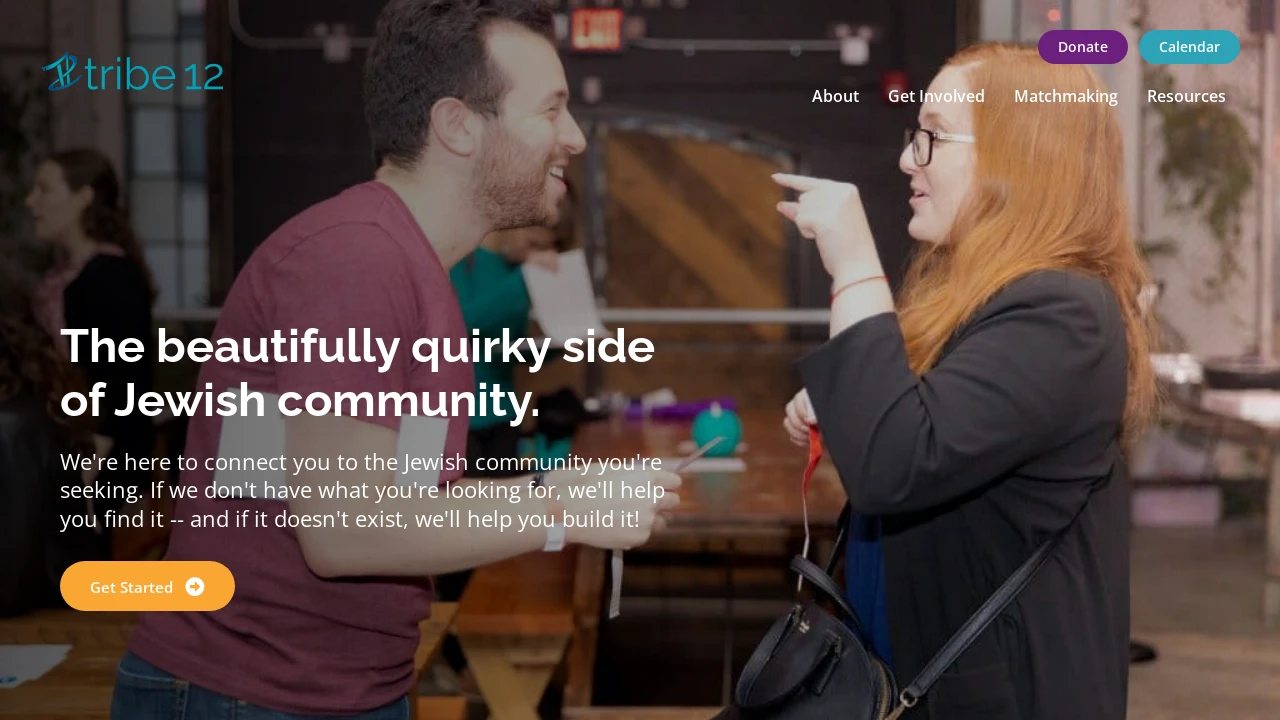 EXIT
tribe 12
Donate
Calendar
About
Get Involved
Matchmaking
Resources
The beautifully quirky side
of Jewish community.
We're here to connect you to the Jewish community you're
seeking. If we don't have what you're looking for, we'll help
you find it -- and if it doesn't exist, we'll help you build it!
Get Started